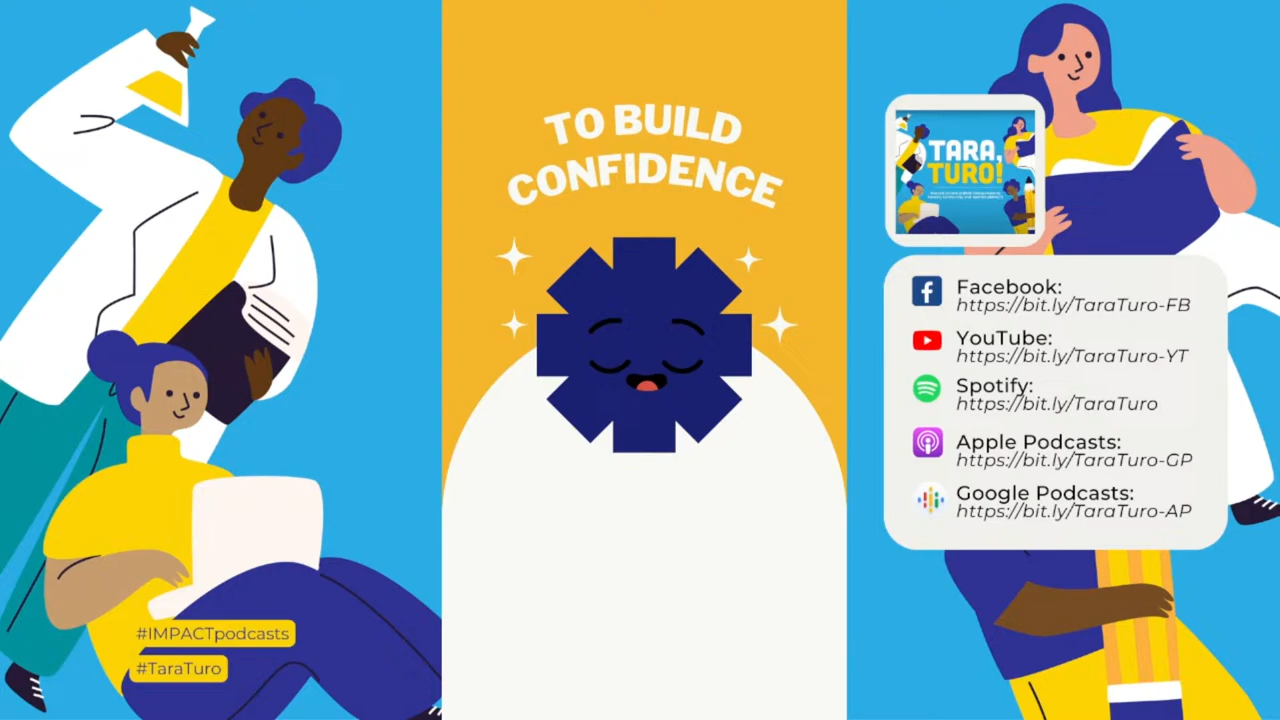 #IMPACTpodcasts
#TaraTuro
TO BUILD
CONFIDENCE
TARA,
TURO!
Facebook:
https://bit.ly/TaraTuro-FB
YouTube:
https://bit.ly/TaraTuro-YT
Spotify:
https://bit.ly/TaraTuro
Apple Podcasts:
https://bit.ly/TaraTuro-GP
Google Podcasts:
https://bit.ly/TaraTuro-AP